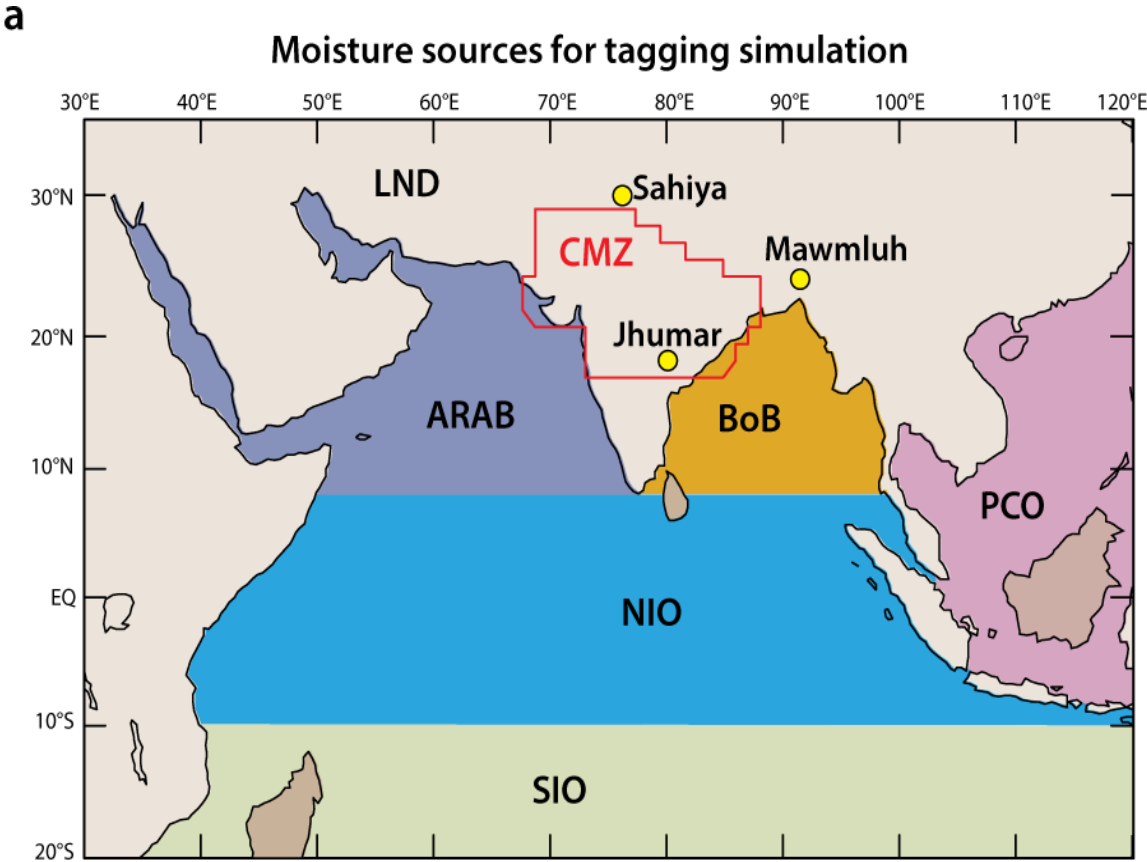 a
Moisture sources for tagging simulation
30°E 40°E 50°E 60°E 70°E 80°E 90°E 100°E 110°E 120°E
30°N
LND
Sahiya
CMZ
Mawmluh
20°N
Jhumar
ARAB
BoB
10°N
PCO
EQ
NIO
10°S
SIO
20°S